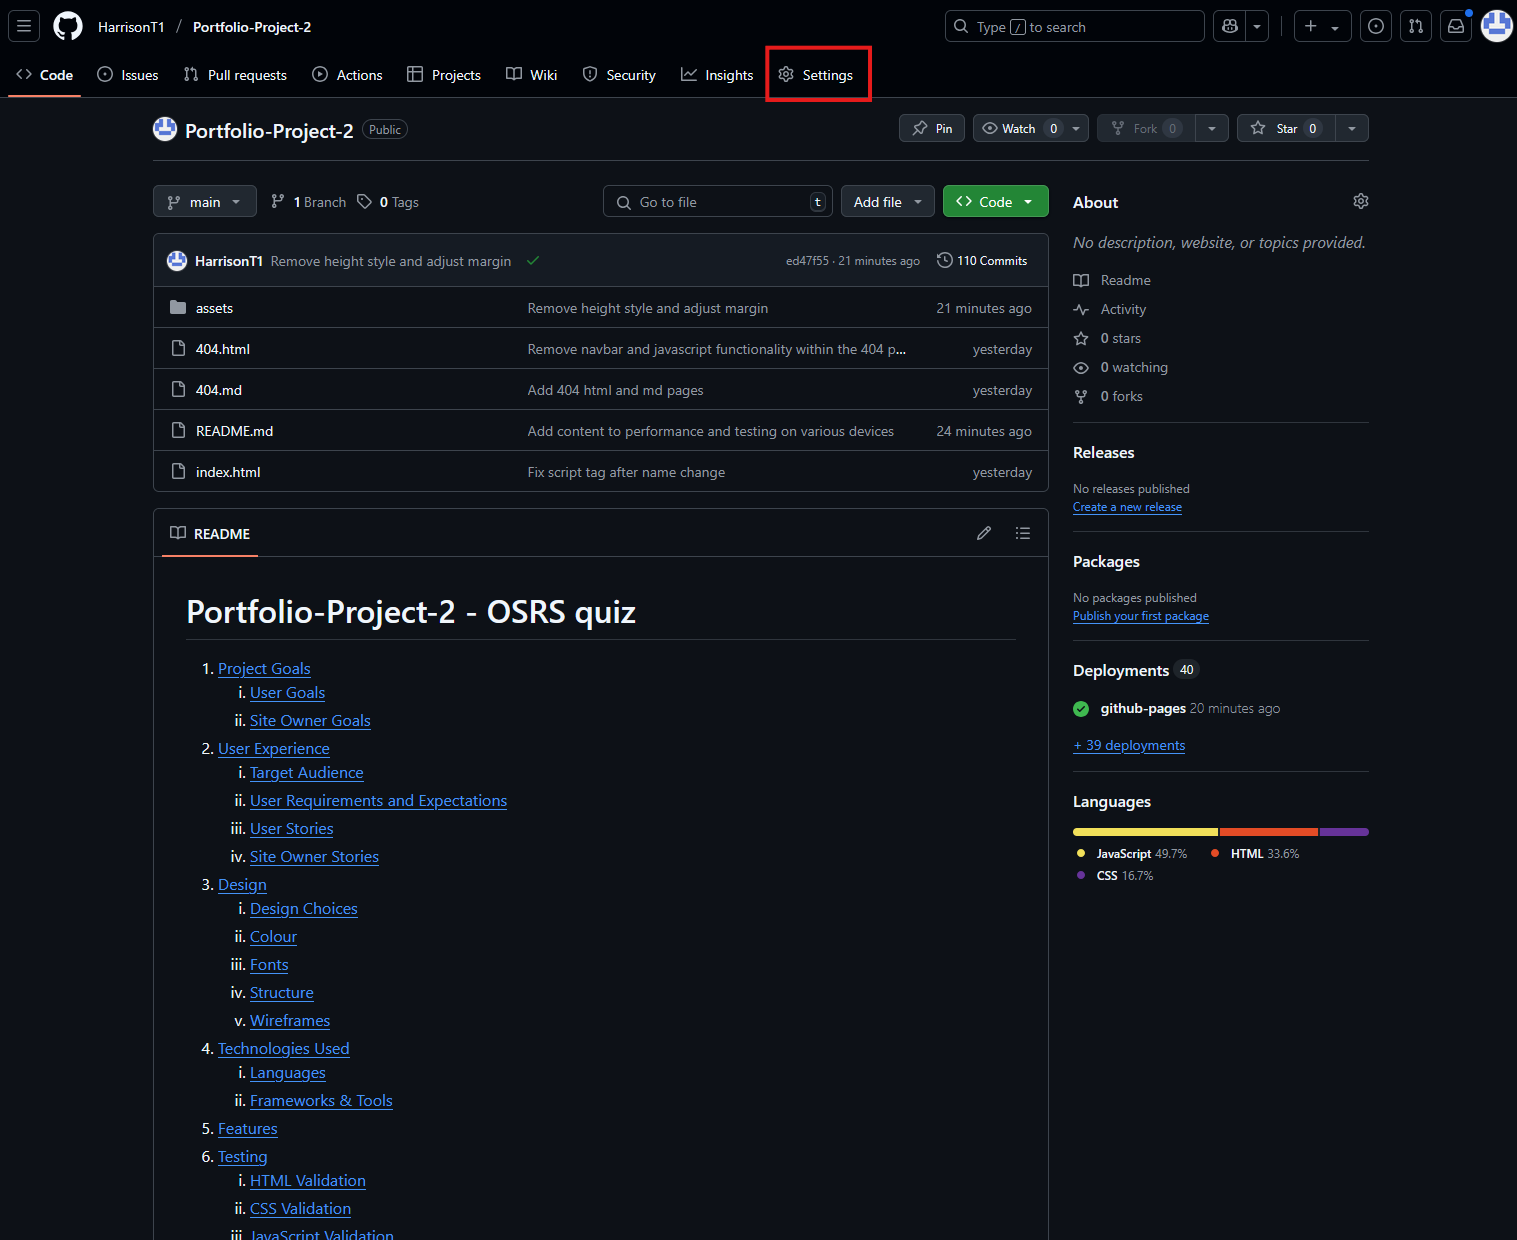 HarrisonT1 / Portfolio-Project-2
Type / to search
Code Issues Pull requests Actions Projects Wiki Security Insights Settings
Portfolio-Project-2 Public
Pin Watch 0 Fork 0 Star 0
main 1 Branch 0 Tags
Go to file t Add file Code
HarrisonT1 Remove height style and adjust margin ed47f55 · 21 minutes ago 110 Commits
assets Remove height style and adjust margin 21 minutes ago
404.html Remove navbar and javascript functionality within the 404 p... yesterday
404.md Add 404 html and md pages yesterday
README.md Add content to performance and testing on various devices 24 minutes ago
index.html Fix script tag after name change yesterday
README
Portfolio-Project-2 - OSRS quiz
1. Project Goals
i. User Goals
ii. Site Owner Goals
2. User Experience
i. Target Audience
ii. User Requirements and Expectations
iii. User Stories
iv. Site Owner Stories
3. Design
i. Design Choices
ii. Colour
iii. Fonts
iv. Structure
v. Wireframes
4. Technologies Used
i. Languages
ii. Frameworks & Tools
5. Features
6. Testing
i. HTML Validation
ii. CSS Validation
iii. JavaScript Validation
About
No description, website, or topics provided.
Readme
Activity
0 stars
0 watching
0 forks
Releases
No releases published
Create a new release
Packages
No packages published
Publish your first package
Deployments 40
github-pages 20 minutes ago
+ 39 deployments
Languages
JavaScript 49.7% HTML 33.6%
CSS 16.7%